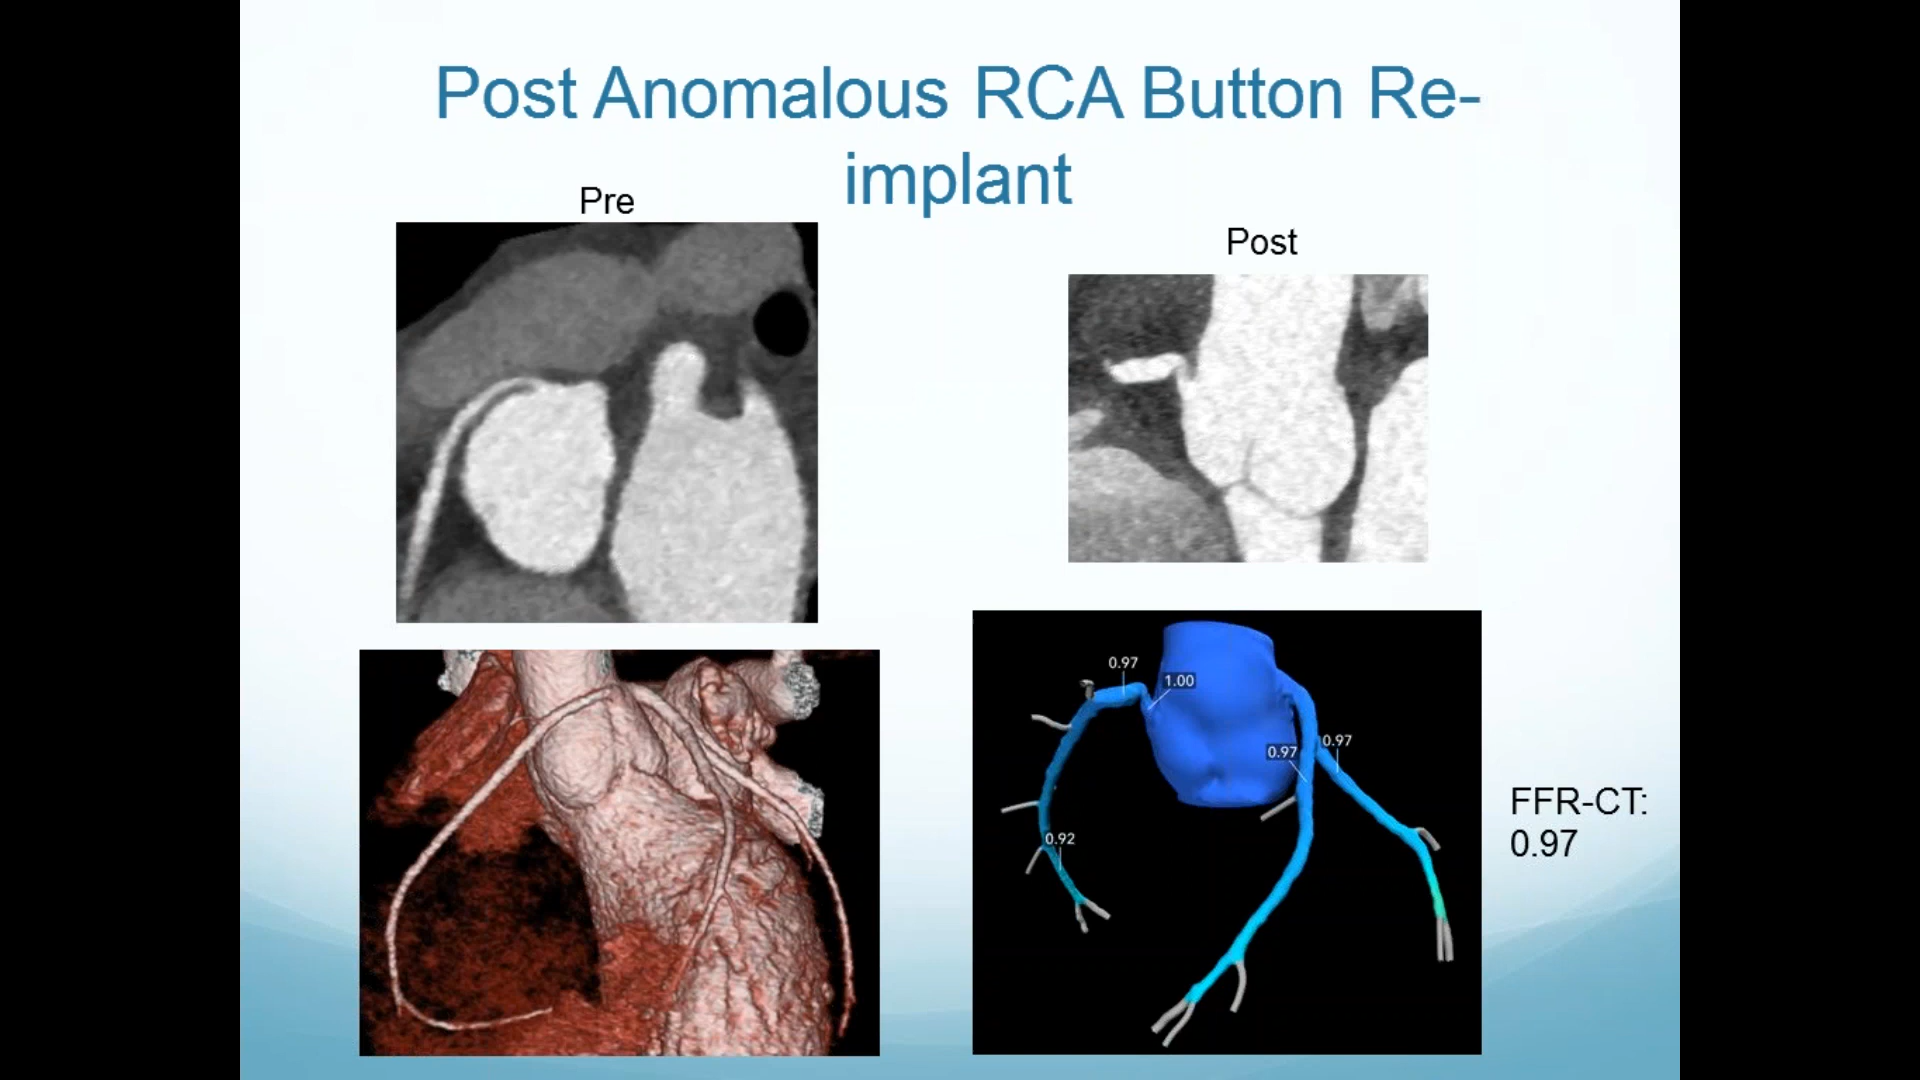 Post Anomalous RCA Button Re-
implant
Pre
Post
0.97
1.00
0.97
0.97
0.92
FFR-CT:
0.97